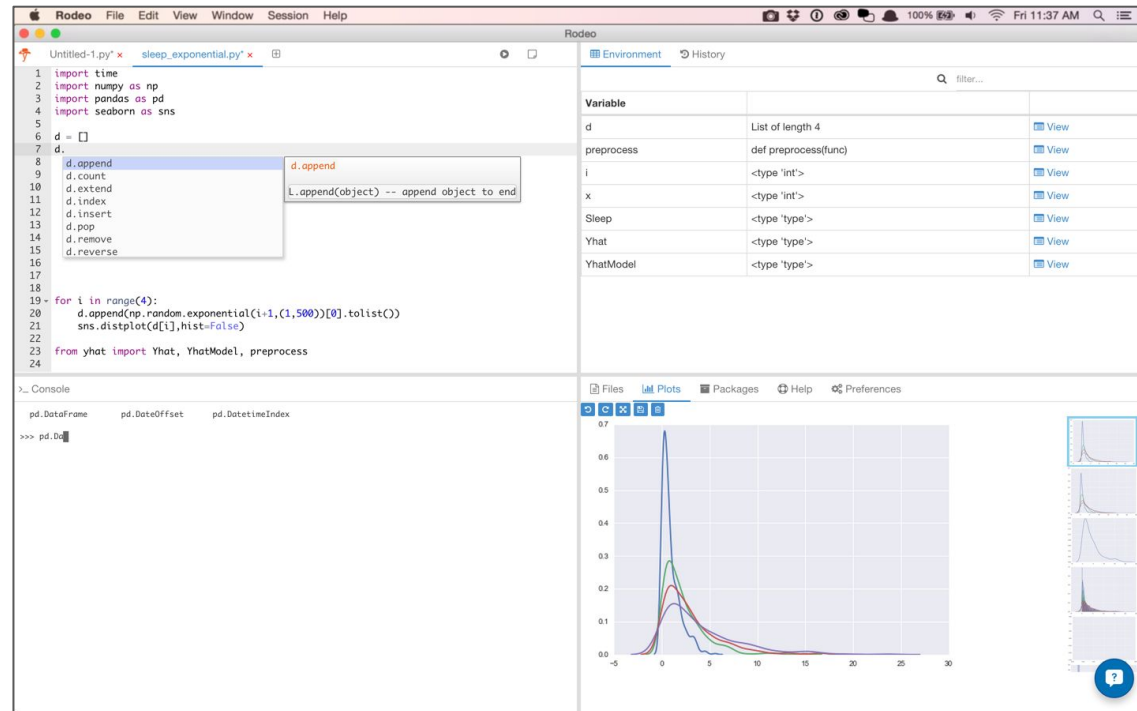 Rodeo File Edit View Window Session Help 100% Fri 11:37 AM
Rodeo
Untitled-1.py* × sleep_exponential.py* ×
1 import time
2 import numpy as np
3 import pandas as pd
4 import seaborn as sns
5
6 d = []
7 d.
8 d.append
9 d.count
10 d.extend
11 d.index
12 d.insert
13 d.pop
14 d.remove
15 d.reverse
16
17
18
19 for i in range(4):
20 d.append(np.random.exponential(i+1,(1,500))[0].tolist())
21 sns.distplot(d[i],hist=False)
22
23 from yhat import Yhat, YhatModel, preprocess
24
d.append
L.append(object) -- append object to end
Environment History
filter...
Variable
d List of length 4 View
preprocess def preprocess(func) View
i <type 'int'> View
x <type 'int'> View
Sleep <type 'type'> View
Yhat <type 'type'> View
YhatModel <type 'type'> View
>_ Console
pd.DataFrame pd.DateOffset pd.DatetimeIndex
>>> pd.Da
Files Plots Packages Help Preferences
0.7
0.6
0.5
0.4
0.3
0.2
0.1
0.0
−5 0 5 10 15 20 25 30
?